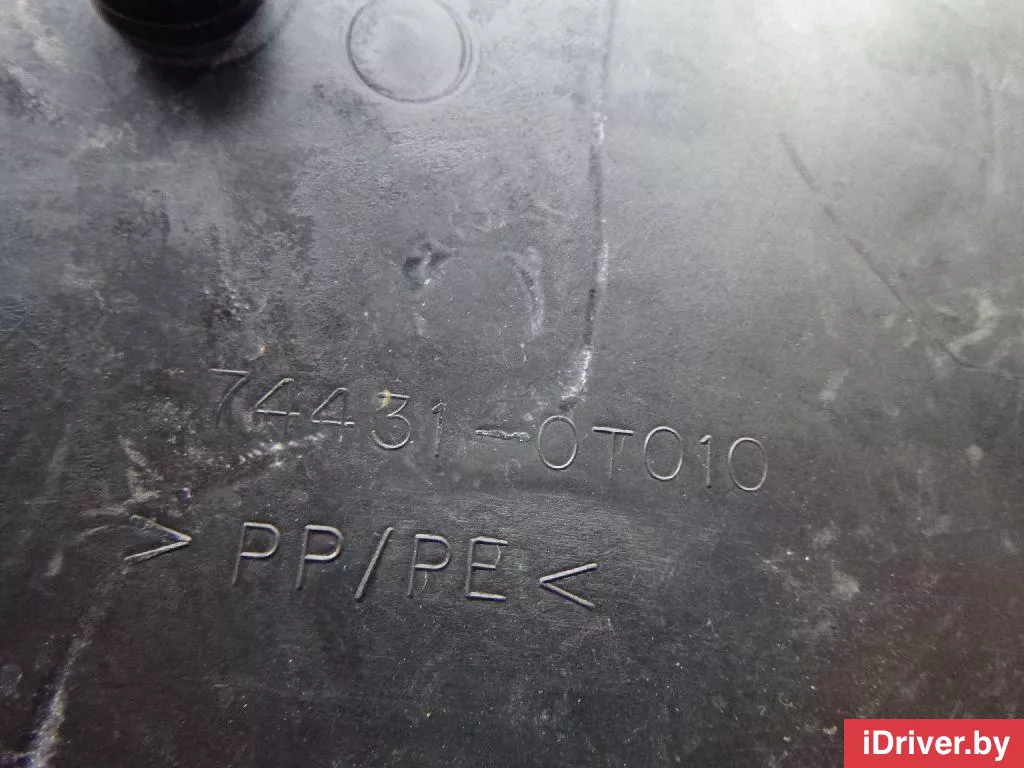 74431-0T010
> PP/PE <
iDriver.by